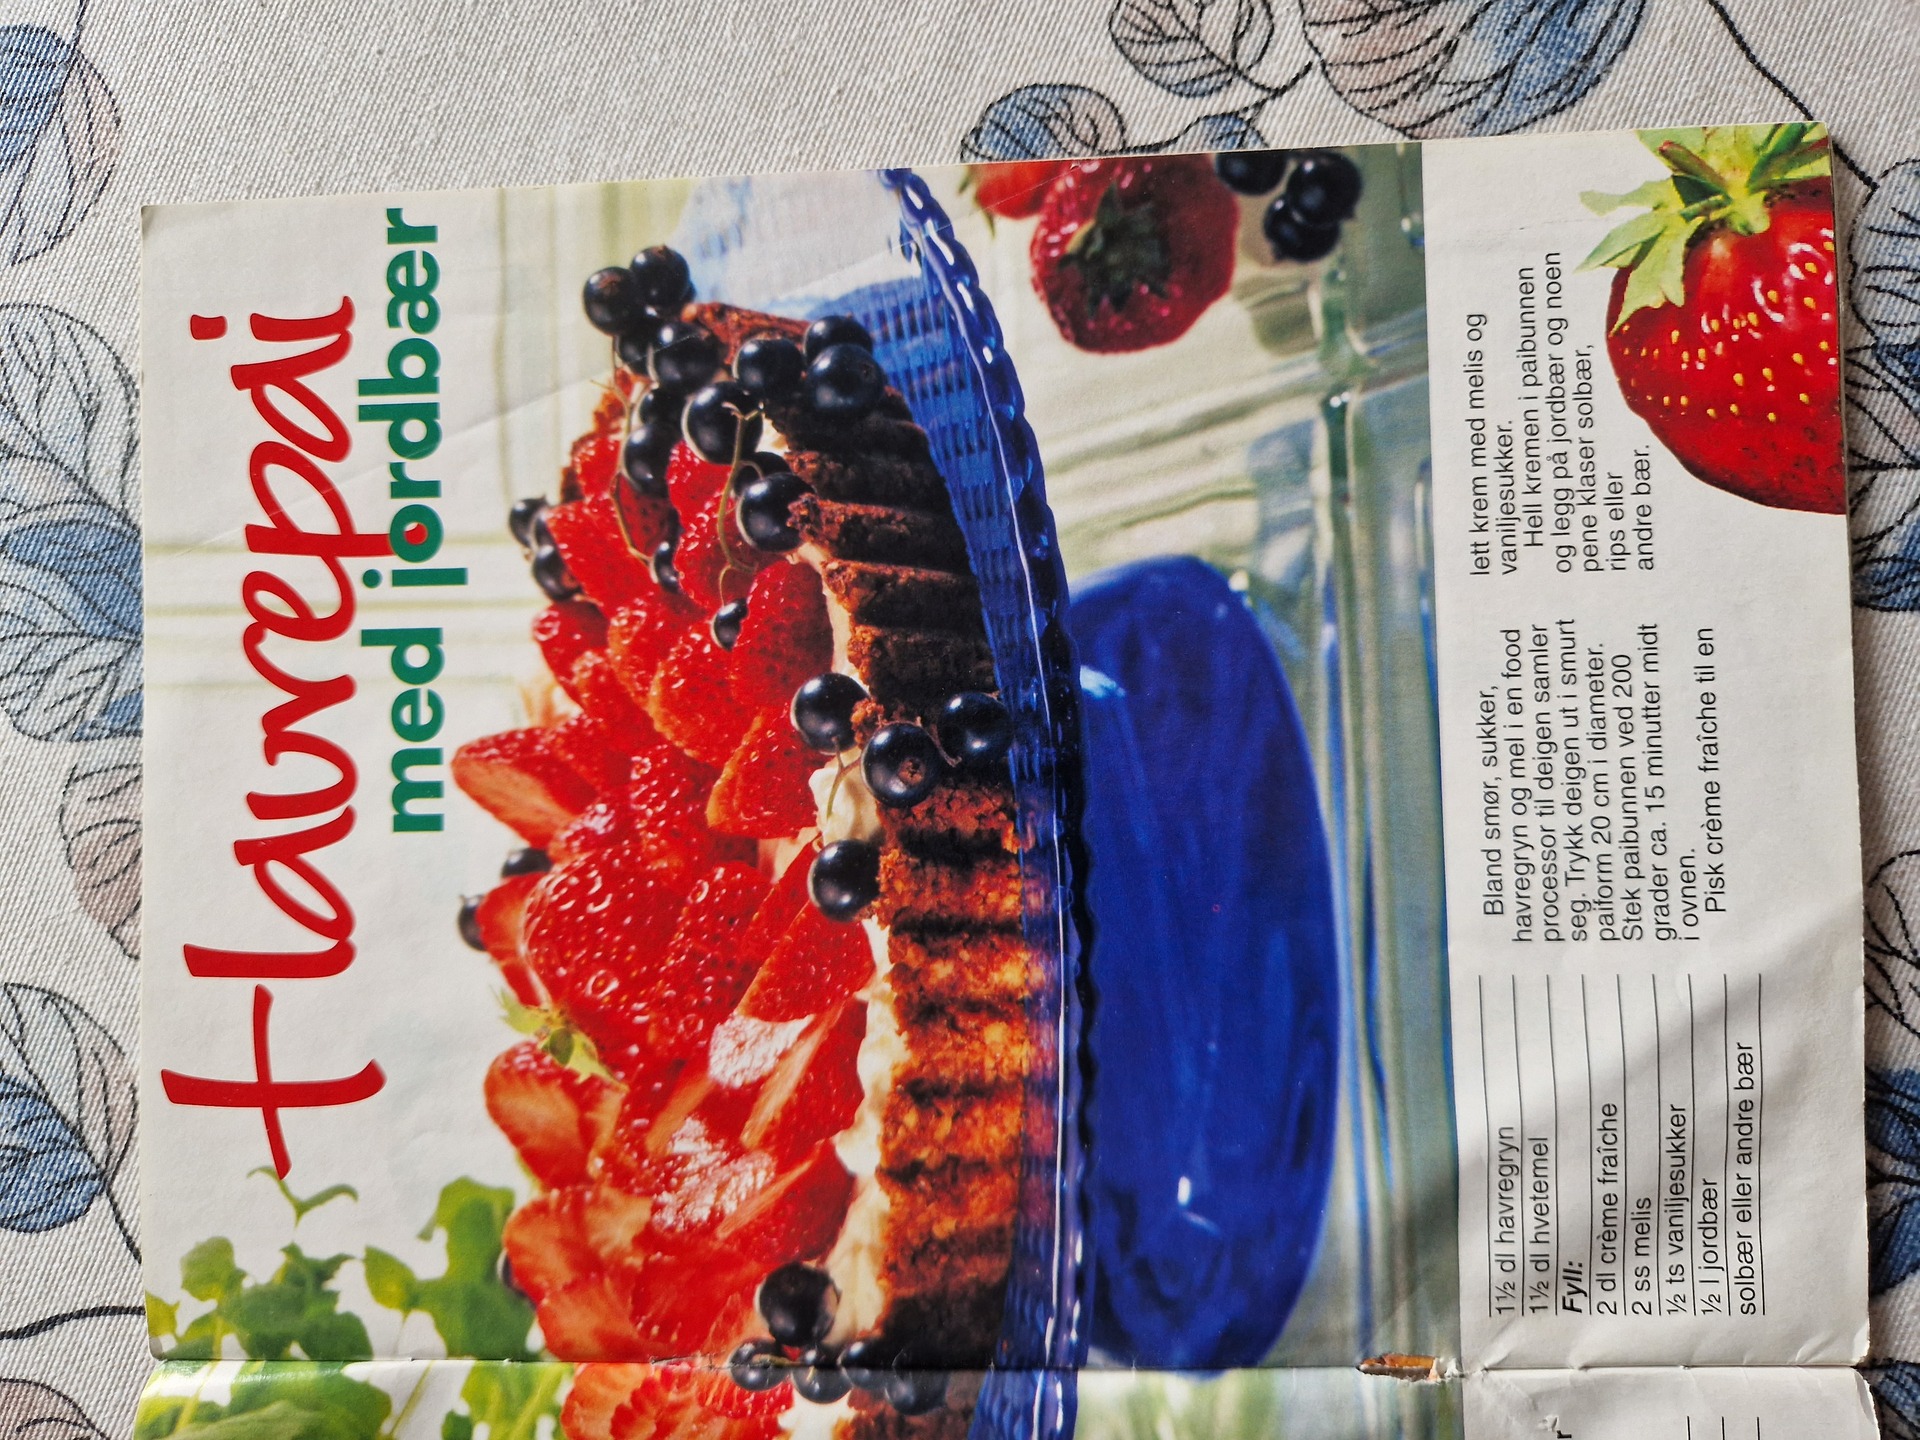 Havrepai
med jordbær
r
1½ dl havregryn
1½ dl hvetemel
Fyll:
2 dl crème fraîche
2 ss melis
½ ts vaniljesukker
½ l jordbær
solbær eller andre bær
Bland smør, sukker,
havregryn og mel i en food
processor til deigen samler
seg. Trykk deigen ut i smurt
paiform 20 cm i diameter.
Stek paibunnen ved 200
grader ca. 15 minutter midt
i ovnen.
Pisk crème fraîche til en
lett krem med melis og
vaniljesukker.
Hell kremen i paibunnen
og legg på jordbær og noen
pene klaser solbær,
rips eller
andre bær.